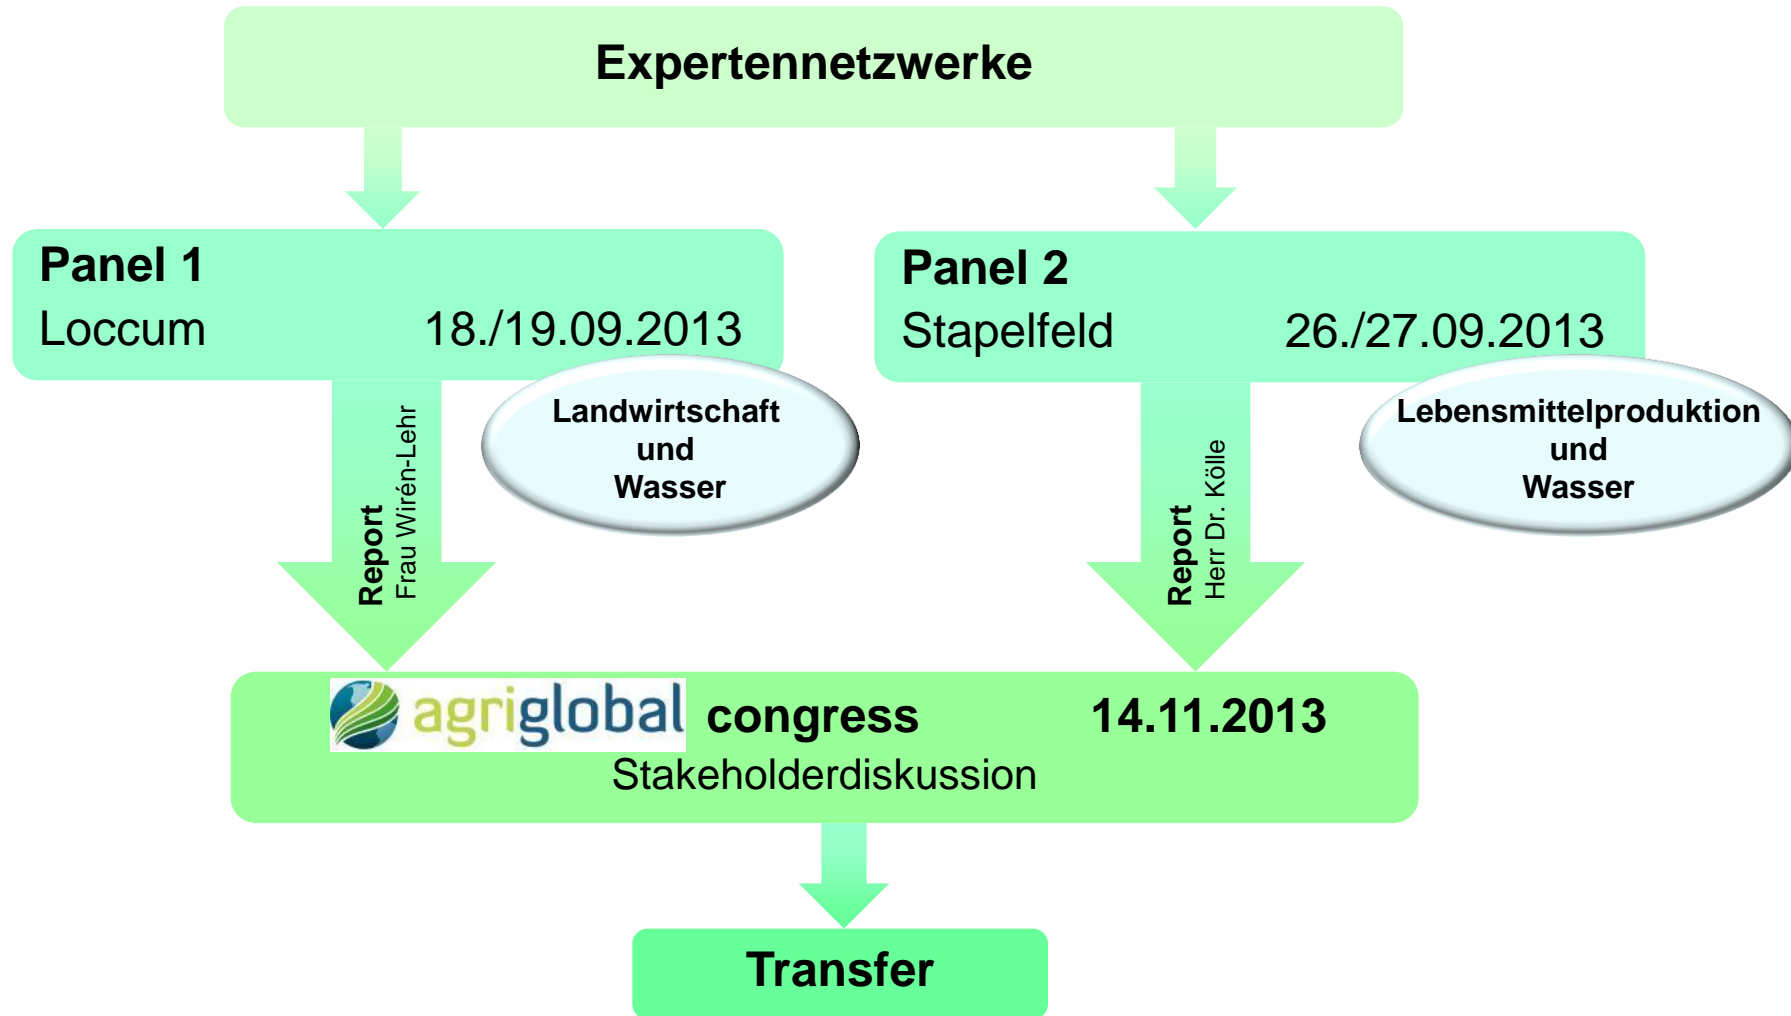 Expertennetzwerke
Panel 1
Loccum 18./19.09.2013
Landwirtschaft
und
Wasser
Report
Frau Wirén-Lehr
Panel 2
Stapelfeld 26./27.09.2013
Lebensmittelproduktion
und
Wasser
Report
Herr Dr. Kölle
agriglobal congress 14.11.2013
Stakeholderdiskussion
Transfer